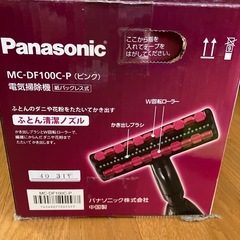 ここから指を
入れてテープを
はがしてください。
Panasonic
MC-DF100C-P (ピンク)
電気掃除機 (紙パックレス式)
ふとんのダニや花粉をたたいてかき出す
ふとん清潔ノズル
かき出しブラシ
W回転ローラー
パナソニック株式会社
中国製
MC-DF100C-P